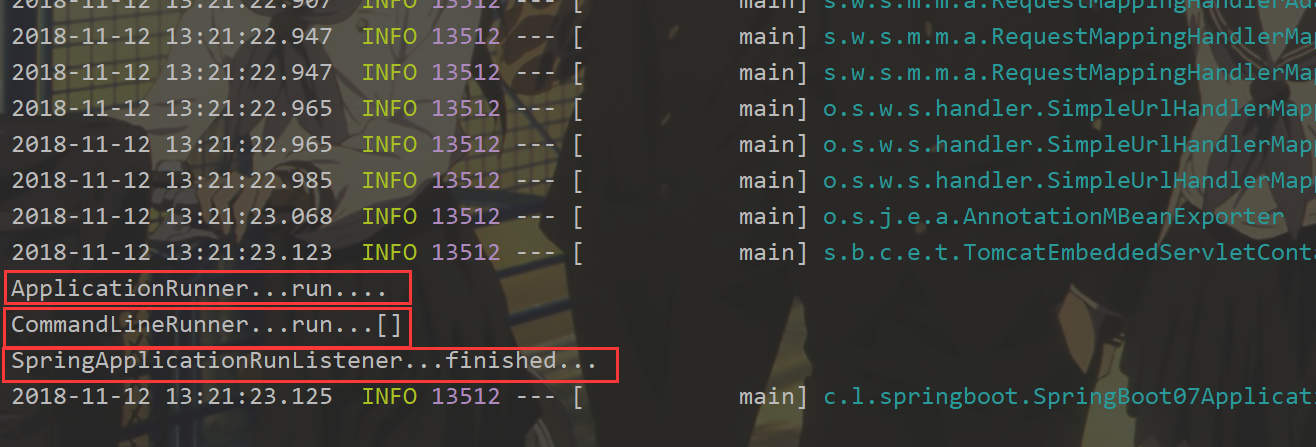 2018-11-12 13:21:22.907 INFO 13512 --- [ main] s.w.s.m.m.a.RequestMappingHandlerAda
2018-11-12 13:21:22.947 INFO 13512 --- [ main] s.w.s.m.m.a.RequestMappingHandlerMap
2018-11-12 13:21:22.947 INFO 13512 --- [ main] s.w.s.m.m.a.RequestMappingHandlerMap
2018-11-12 13:21:22.965 INFO 13512 --- [ main] o.s.w.s.handler.SimpleUrlHandlerMapp
2018-11-12 13:21:22.965 INFO 13512 --- [ main] o.s.w.s.handler.SimpleUrlHandlerMapp
2018-11-12 13:21:22.985 INFO 13512 --- [ main] o.s.w.s.handler.SimpleUrlHandlerMapp
2018-11-12 13:21:23.068 INFO 13512 --- [ main] o.s.j.e.a.AnnotationMBeanExporter
2018-11-12 13:21:23.123 INFO 13512 --- [ main] s.b.c.e.t.TomcatEmbeddedServletConta
ApplicationRunner...run....
CommandLineRunner...run...[]
SpringApplicationRunListener...finished...
2018-11-12 13:21:23.125 INFO 13512 --- [ main] c.l.springboot.SpringBoot07Applicati